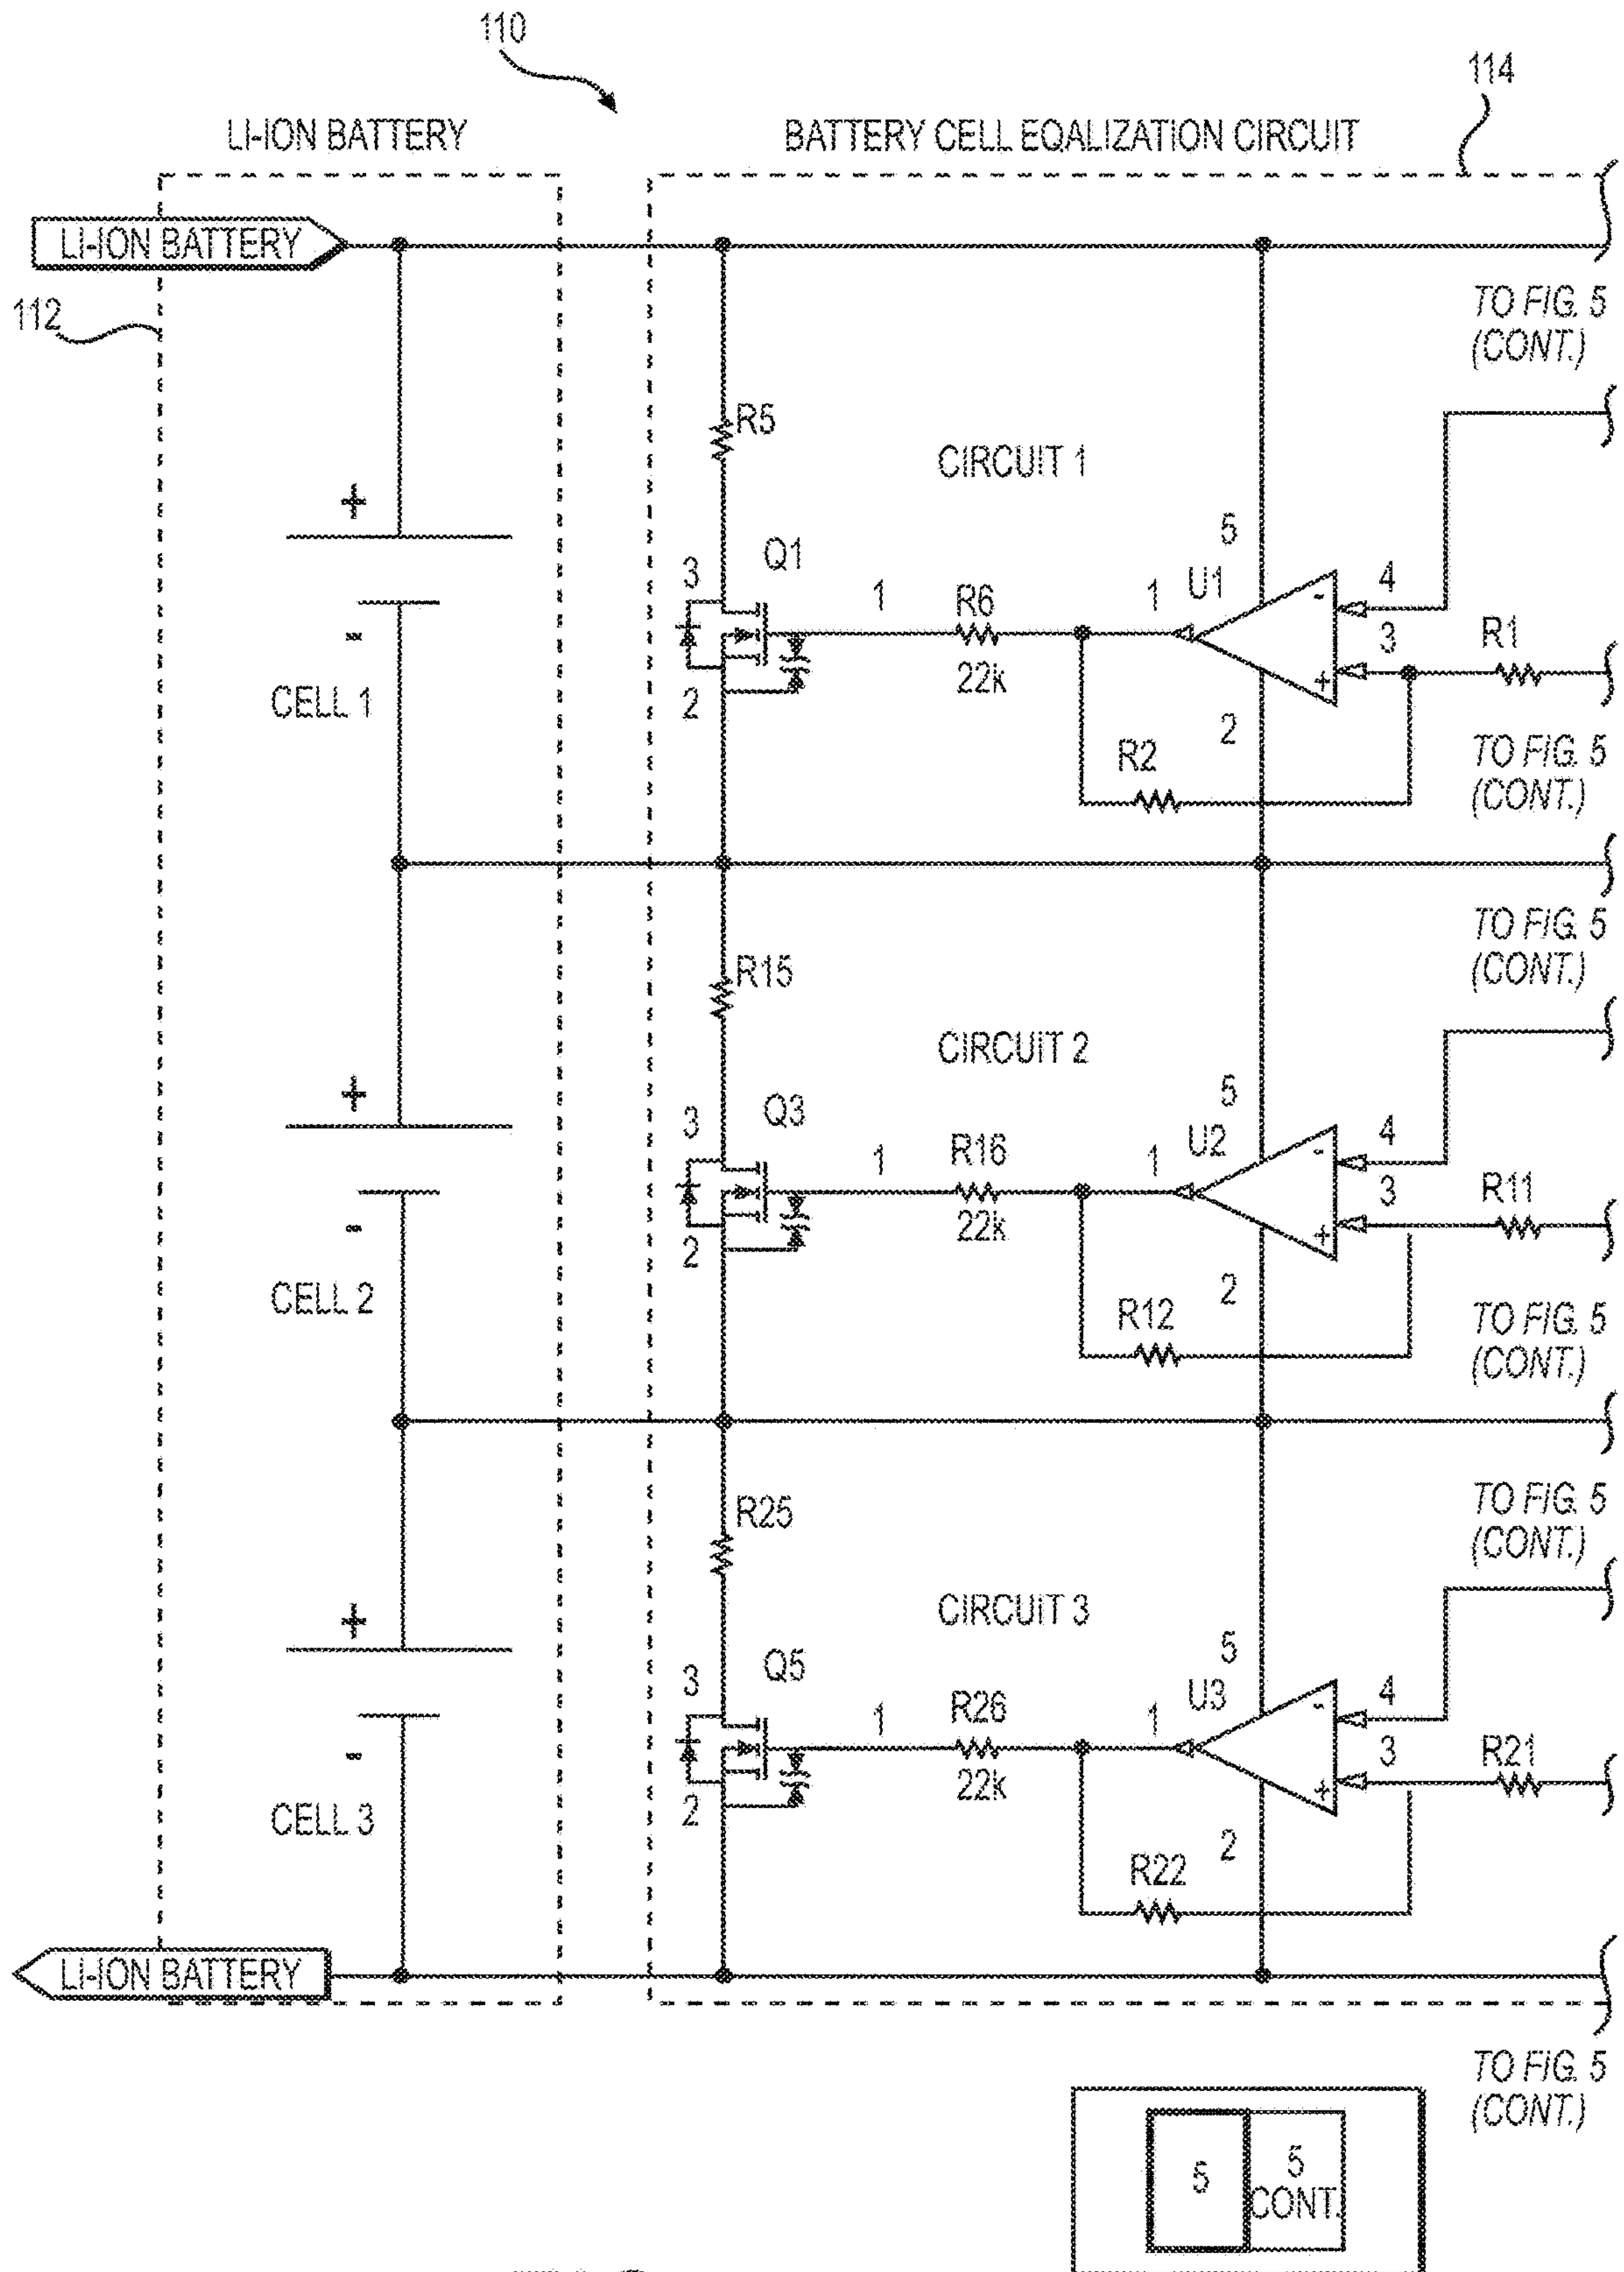 110
114
LI-ION BATTERY
BATTERY CELL EQALIZATION CIRCUIT
LI-ION BATTERY
112
TO FIG. 5
(CONT.)
R5
CIRCUIT 1
+
5
Q1
3
1
R6
1
U1
-
4
3
R1
-
22k
+
CELL 1
2
2
R2
TO FIG. 5
(CONT.)
TO FIG. 5
(CONT.)
R15
CIRCUIT 2
+
5
Q3
3
1
R16
1
U2
-
4
3
R11
-
22k
+
2
2
CELL 2
R12
TO FIG. 5
(CONT.)
R25
TO FIG. 5
(CONT.)
CIRCUIT 3
+
5
Q5
3
1
R26
1
U3
-
4
3
R21
-
22k
+
CELL 3
2
2
R22
LI-ION BATTERY
TO FIG. 5
(CONT.)
5
5
CONT.